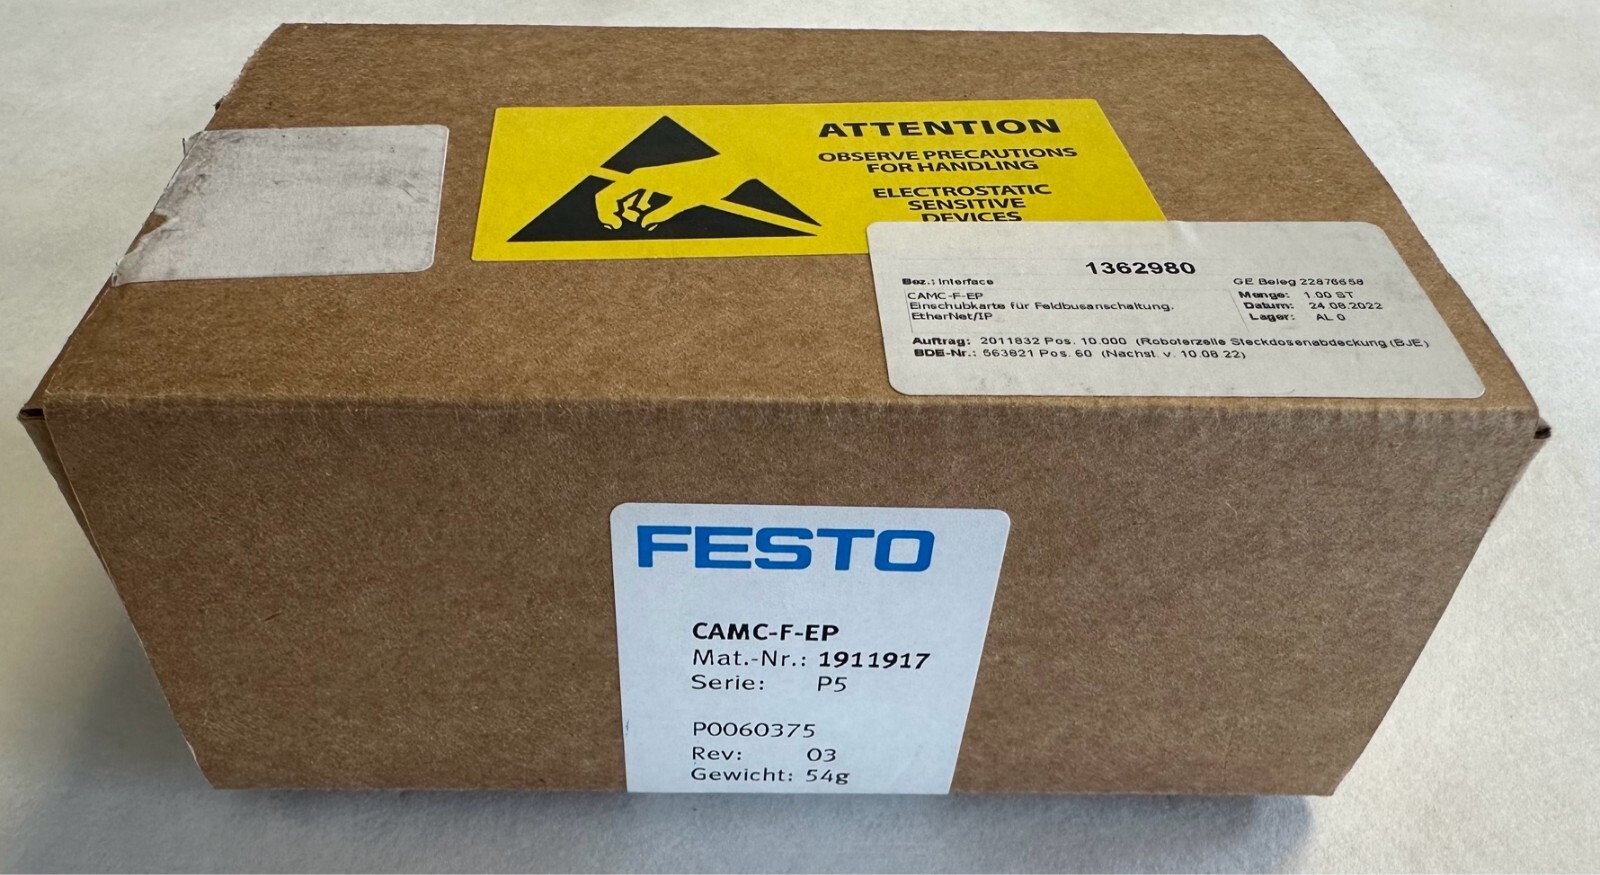 ATTENTION
OBSERVE PRECAUTIONS
FOR HANDLING
ELECTROSTATIC
SENSITIVE
DEVICES
1362980
Bez.: Interface
GE Beleg 22876658
CAMC-F-EP
Menge: 1.00 ST
Einschubkarte für Feldbusanschaltung,
Datum: 24.08.2022
EtherNet/IP
Lager: AL 0
Auftrag: 2011832 Pos. 10.000 (Roboterzelle Steckdosenabdeckung (BJE)
BDE-Nr.: 563821 Pos. 60 (Nachsl. v. 10.08.22)
FESTO
CAMC-F-EP
Mat.-Nr.: 1911917
Serie: P5
P0060375
Rev: 03
Gewicht: 54g